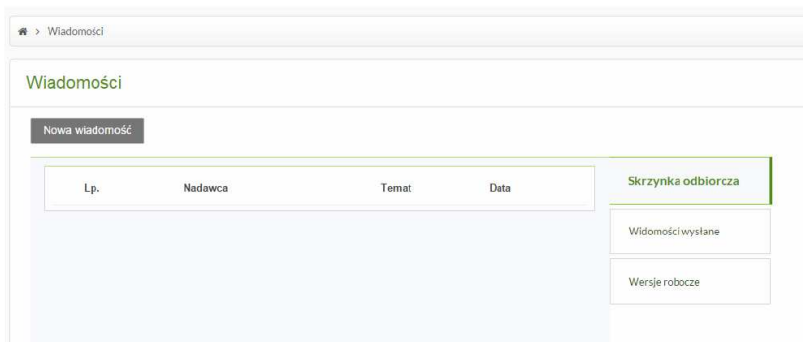 > Wiadomości
Wiadomości
Nowa wiadomość
Lp. Nadawca Temat Data
Skrzynka odbiorcza
Widomości wysłane
Wersje robocze